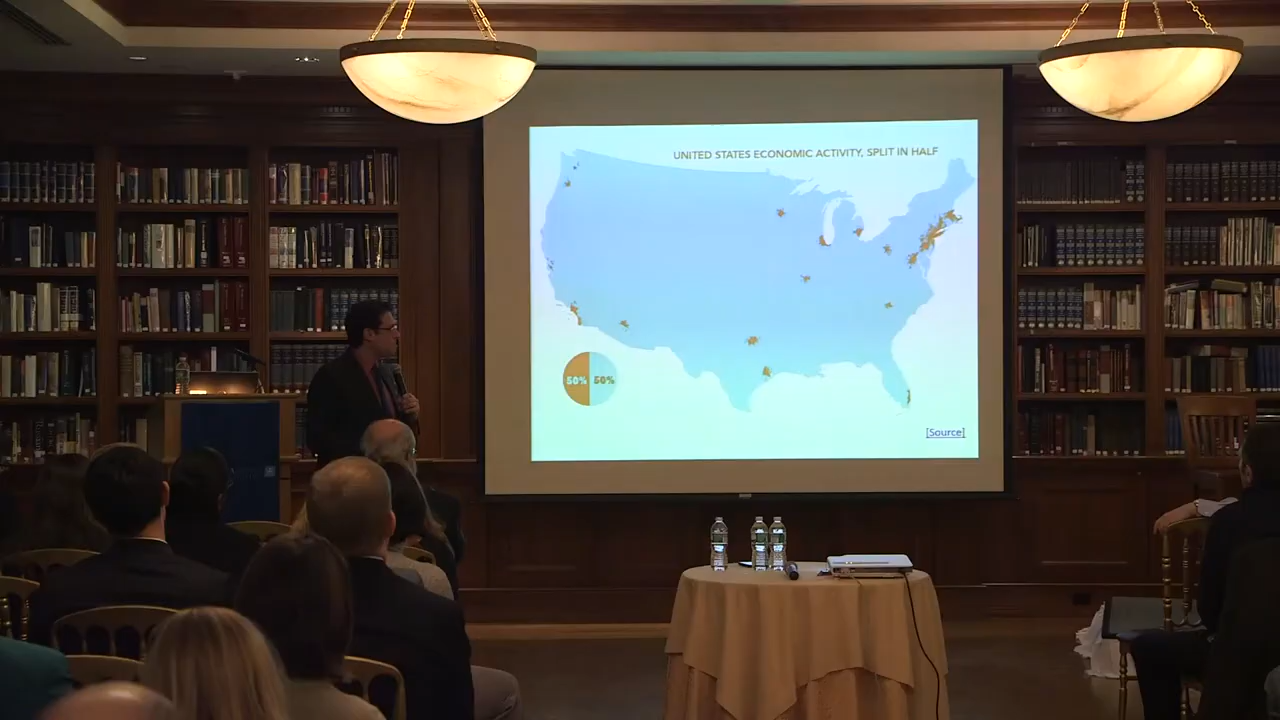 UNITED STATES ECONOMIC ACTIVITY, SPLIT IN HALF
50% 50%
[Source]